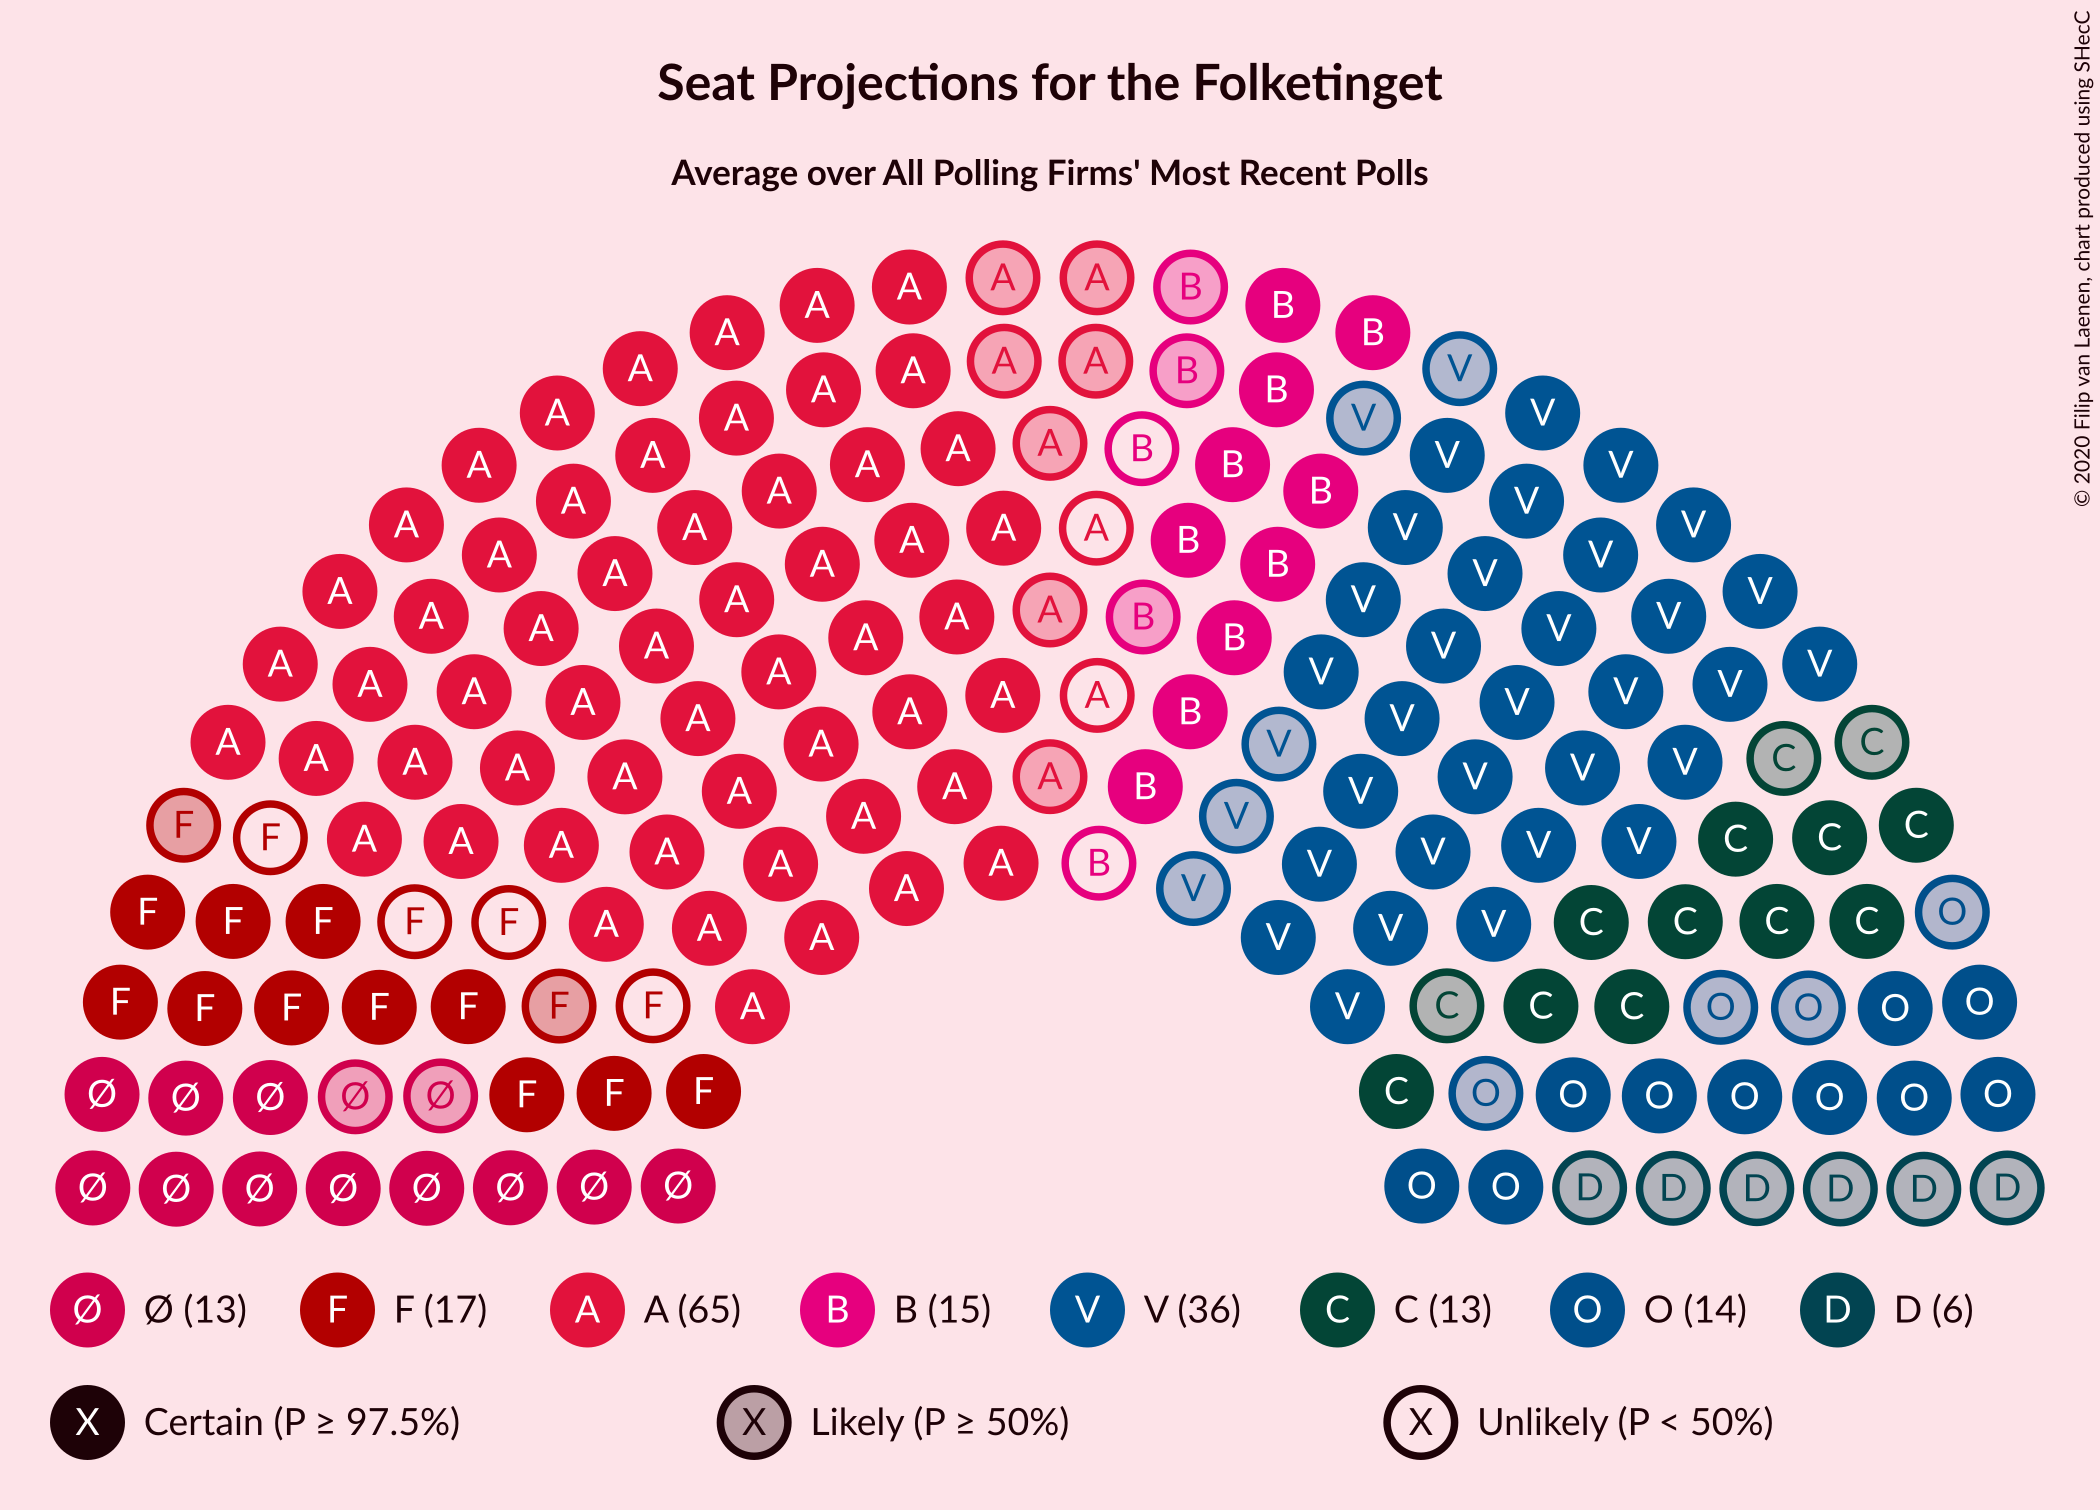 Seat Projections for the Folketinget
Average over All Polling Firms' Most Recent Polls
© 2020 Filip van Laenen, chart produced using SHecC
A A A B
A B
A B
A A A A B V
A B
A A V V
A A A B V
A A B V
A A B V
A A A A V V
A A B V
A A B V
A A V V
A A A A B V V
A A B V
A A V V
A A A A A V V V
A A B V
A A V C
A A A A A V V V C
A A B V
F A V C
F A A A A A A B V V V V C C
A V
F F F F F A A A V V V C C C C O
F F F F F F F A V C C C O O O O
Ø Ø Ø Ø Ø F F F C O O O O O O O
Ø Ø Ø Ø Ø Ø Ø Ø O O D D D D D D
Ø Ø (13) F F (17) A A (65) B B (15) V V (36) C C (13) O O (14) D D (6)
X Certain (P ≥ 97.5%) X Likely (P ≥ 50%) X Unlikely (P < 50%)